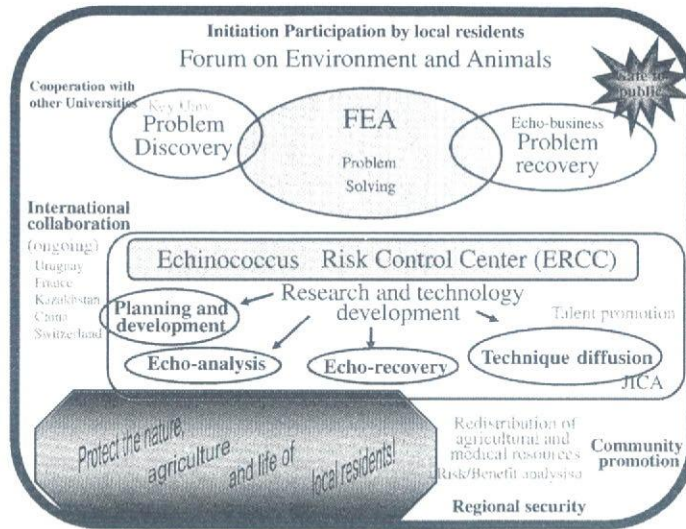 Initiation Participation by local residents
Forum on Environment and Animals
Safe to
public
Cooperation with
other Universities
Key Univ.
Problem
Discovery
FEA
Problem
Solving
Echo-business
Problem
recovery
International
collaboration
(ongoing)
Uruguay
France
Kazakhstan
China
Switzerland
Echinococcus Risk Control Center (ERCC)
Research and technology
development
Planning and
development
Talent promotion
Echo-analysis
Echo-recovery
Technique diffusion
JICA
Protect the nature,
agriculture
and life of
local residents!
Redistribution of
agricultural and
medical resources
Risk/Benefit analysis
Community
promotion
Regional security